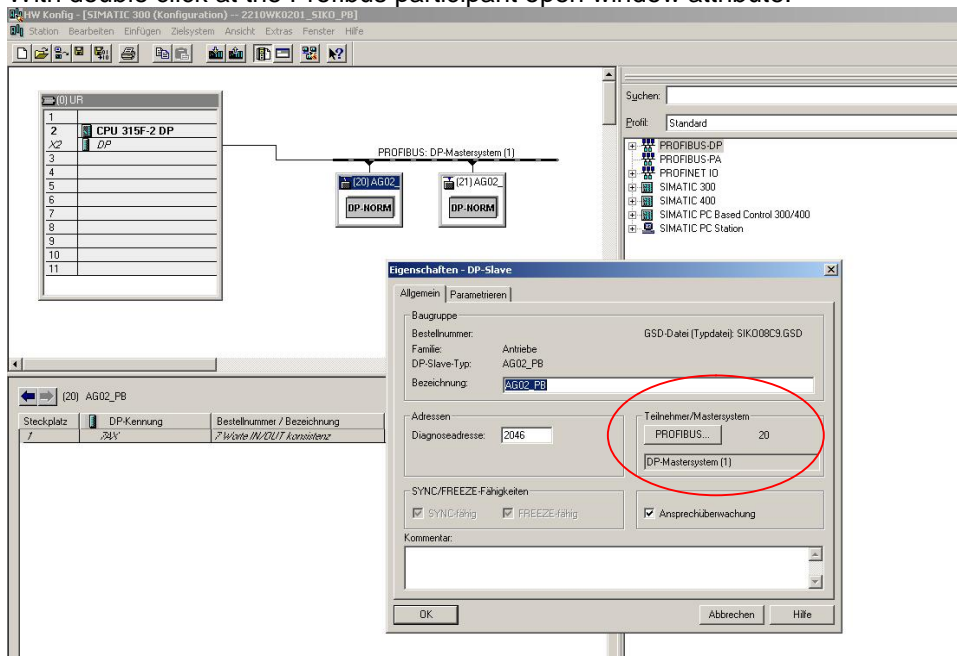 With double click at the Profibus participant open window attribute.
HW Konfig - [SIMATIC 300 (Konfiguration) -- 2210WK0201_SIKO_PB]
Station Bearbeiten Einfügen Zielsystem Ansicht Extras Fenster Hilfe
(0) UR
1
2 CPU 315F-2 DP
X2 DP
3
4
5
6
7
8
9
10
11
PROFIBUS: DP-Mastersystem (1)
(20) AG02_
DP-NORM
(21) AG02_
DP-NORM
Suchen:
Profil: Standard
PROFIBUS-DP
PROFIBUS-PA
PROFINET IO
SIMATIC 300
SIMATIC 400
SIMATIC PC Based Control 300/400
SIMATIC PC Station
(20) AG02_PB
Steckplatz DP-Kennung Bestellnummer / Bezeichnung
1 7AX 7 Worte IN/OUT konsistenz
Eigenschaften - DP-Slave
Allgemein Parametrieren
Baugruppe
Bestellnummer: GSD-Datei (Typdatei): SIKO08C9.GSD
Familie: Antriebe
DP-Slave-Typ: AG02_PB
Bezeichnung: AG02_PB
Adressen
Diagnoseadresse: 2046
Teilnehmer/Mastersystem
PROFIBUS... 20
DP-Mastersystem (1)
SYNC/FREEZE-Fähigkeiten
SYNC-fähig FREEZE-fähig
Ansprechüberwachung
Kommentar:
OK Abbrechen Hilfe